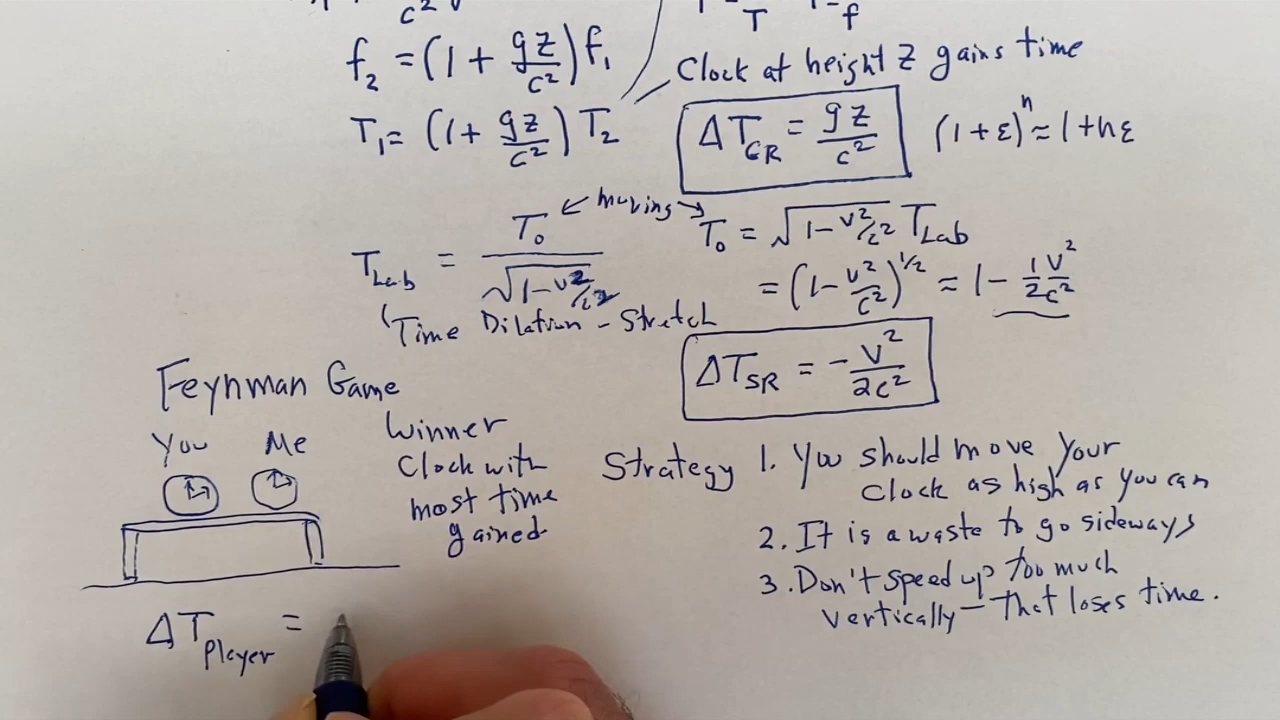 c² v
T f
f₂ = (1 + gz/c²) f₁
Clock at height z gains time
T₁ = (1 + gz/c²) T₂
ΔT_GR = gz/c²
(1+ε)ⁿ ≈ 1+nε
← moving →
T_Lab = T₀/√(1-v²/c²)
T₀ = √(1-v²/c²) T_Lab
= (1-v²/c²)^1/2 ≈ 1 - 1/2 v²/c²
Time Dilation - Stretch
ΔT_SR = - v²/2c²
Feynman Game
You Me
Winner
Clock with
most time
gained
Strategy 1. You should move your
clock as high as you can
2. It is a waste to go sideways
3. Don't speed up too much
vertically - that loses time.
ΔT_Player =